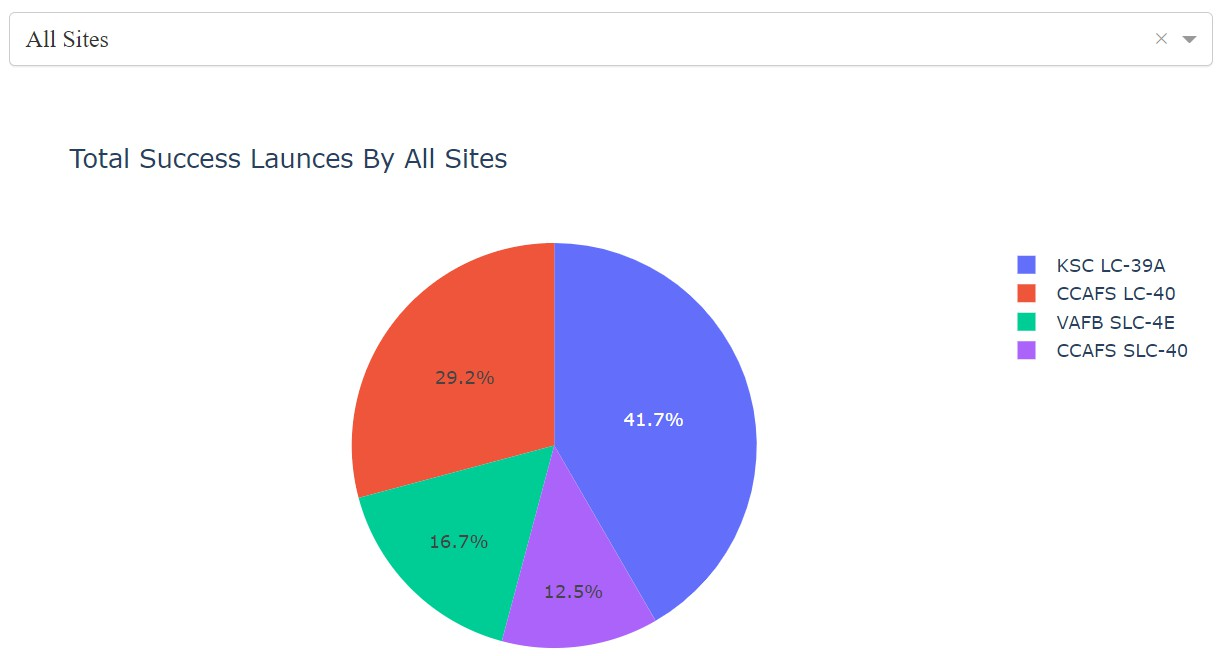 All Sites
Total Success Launces By All Sites
KSC LC-39A
CCAFS LC-40
VAFB SLC-4E
CCAFS SLC-40
29.2%
41.7%
16.7%
12.5%